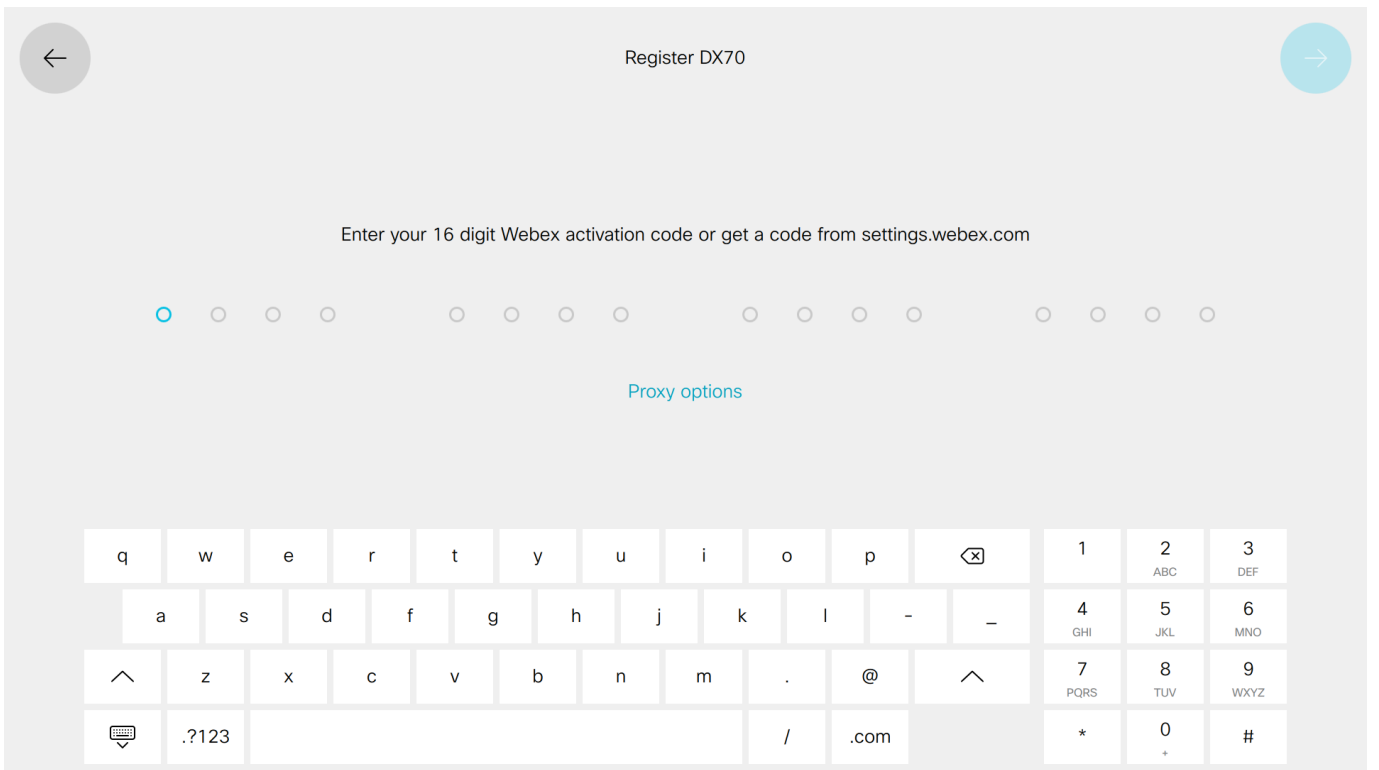 Register DX70
Enter your 16 digit Webex activation code or get a code from settings.webex.com
Proxy options
q w e r t y u i o p 1 2 3
ABC DEF
a s d f g h j k l - _ 4 5 6
GHI JKL MNO
z x c v b n m . @ 7 8 9
PQRS TUV WXYZ
.?123 / .com * 0 #
+